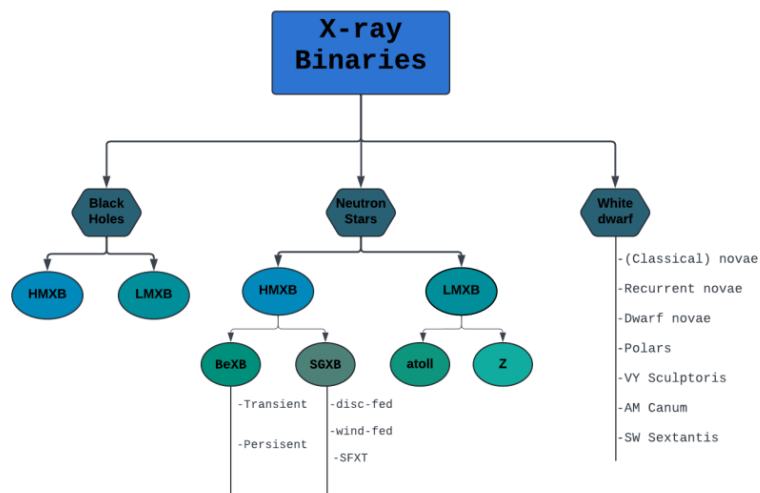 X-ray
Binaries
Black
Holes
Neutron
Stars
White
dwarf
HMXB
LMXB
HMXB
LMXB
-(Classical) novae
-Recurrent novae
-Dwarf novae
-Polars
-VY Sculptoris
-AM Canum
-SW Sextantis
BeXB
SGXB
atoll
Z
-Transient
-Persisent
-disc-fed
-wind-fed
-SFXT